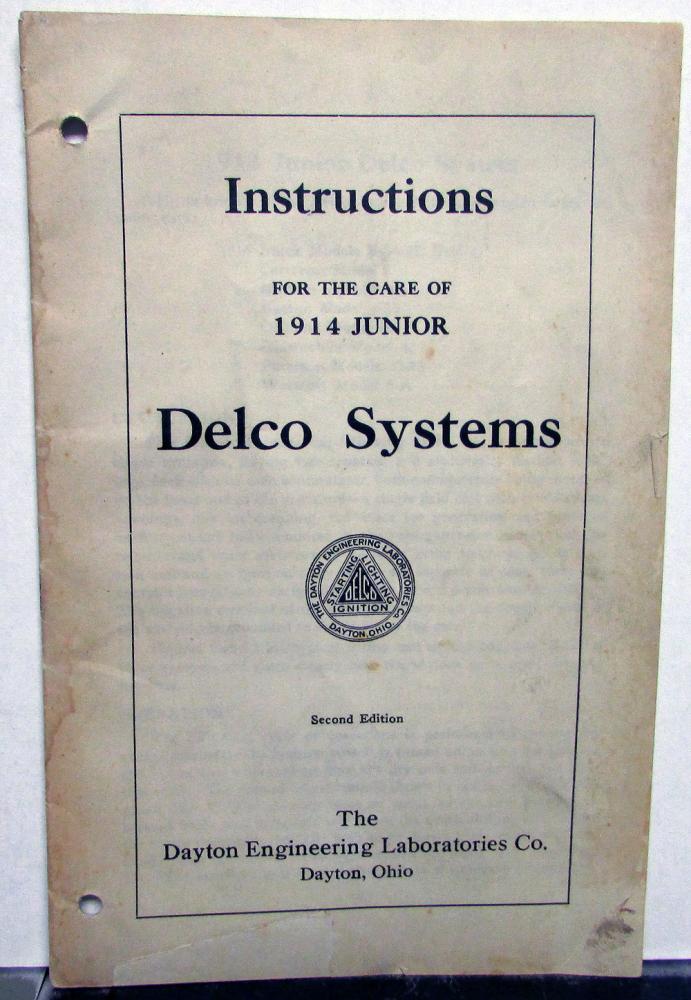 Instructions
FOR THE CARE OF
1914 JUNIOR
Delco Systems
THE DAYTON ENGINEERING LABORATORIES CO.
STARTING LIGHTING
DELCO
IGNITION
DAYTON, OHIO.
Second Edition
The
Dayton Engineering Laboratories Co.
Dayton, Ohio